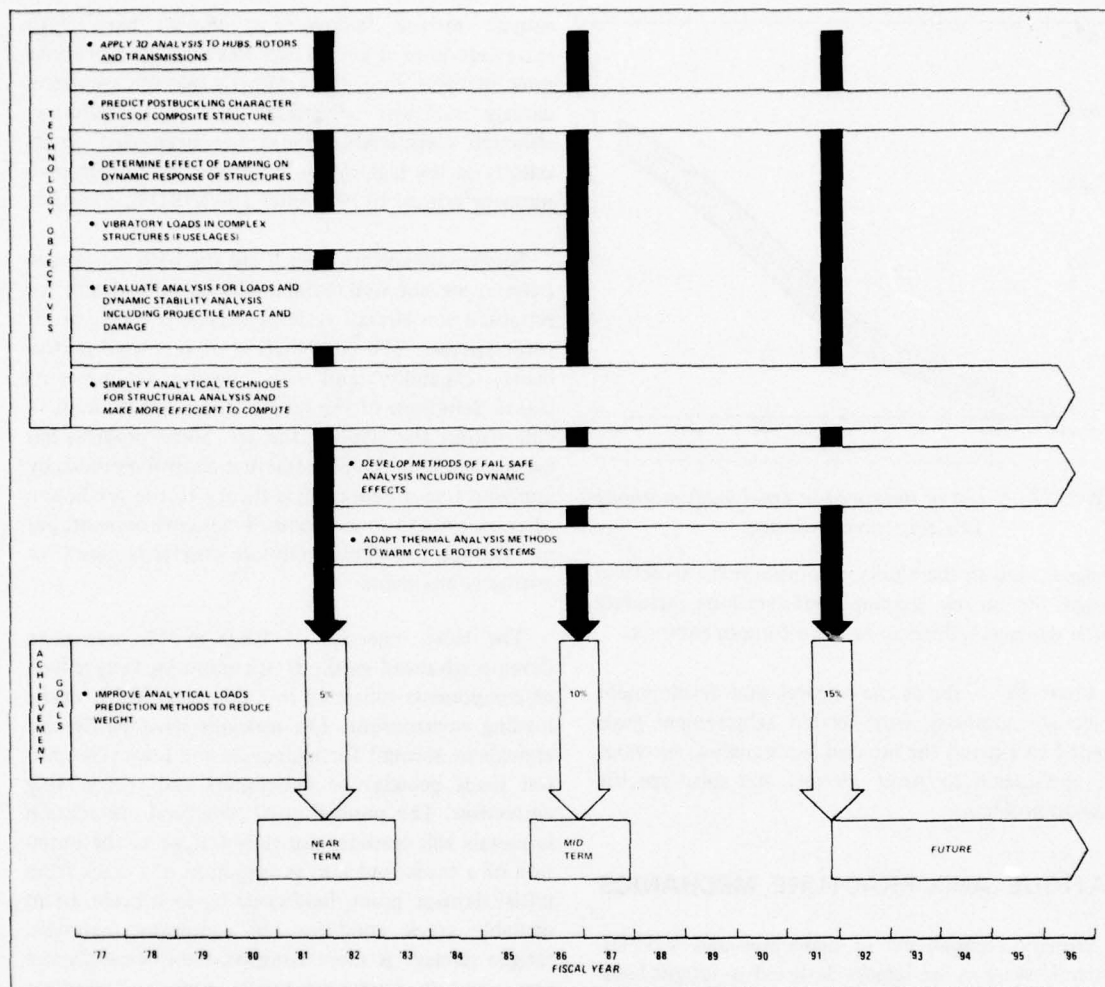 TECHNOLOGY OBJECTIVES
• APPLY 3D ANALYSIS TO HUBS, ROTORS
AND TRANSMISSIONS
• PREDICT POSTBUCKLING CHARACTER
ISTICS OF COMPOSITE STRUCTURE
• DETERMINE EFFECT OF DAMPING ON
DYNAMIC RESPONSE OF STRUCTURES
• VIBRATORY LOADS IN COMPLEX
STRUCTURES (FUSELAGES)
• EVALUATE ANALYSIS FOR LOADS AND
DYNAMIC STABILITY ANALYSIS
INCLUDING PROJECTILE IMPACT AND
DAMAGE
• SIMPLIFY ANALYTICAL TECHNIQUES
FOR STRUCTURAL ANALYSIS AND
MAKE MORE EFFICIENT TO COMPUTE
• DEVELOP METHODS OF FAIL SAFE
ANALYSIS INCLUDING DYNAMIC
EFFECTS
• ADAPT THERMAL ANALYSIS METHODS
TO WARM CYCLE ROTOR SYSTEMS
ACHIEVEMENT GOALS
• IMPROVE ANALYTICAL LOADS
PREDICTION METHODS TO REDUCE
WEIGHT
5%
10%
15%
NEAR
TERM
MID
TERM
FUTURE
'77 '78 '79 '80 '81 '82 '83 '84 '85 '86 '87 '88 '89 '90 '91 '92 '93 '94 '95 '96
FISCAL YEAR